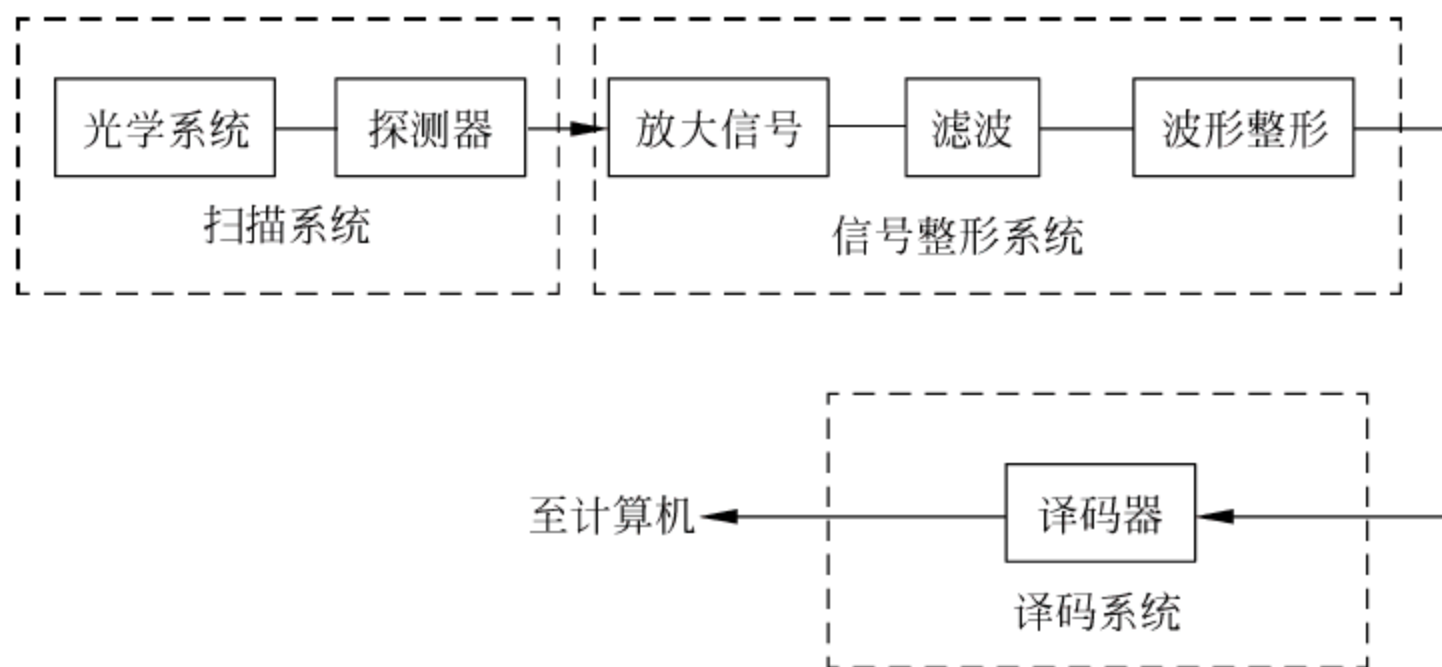 光学系统
探测器
放大信号
滤波
波形整形
扫描系统
信号整形系统
至计算机
译码器
译码系统